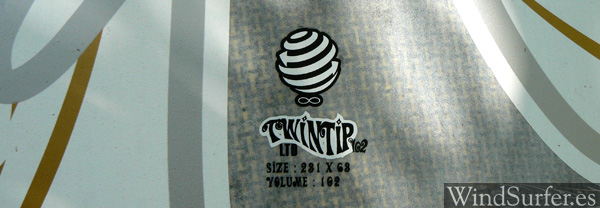 TWINTIP
LTD 102
SIZE : 231 X 63
VOLUME : 102
WindSurfer.es